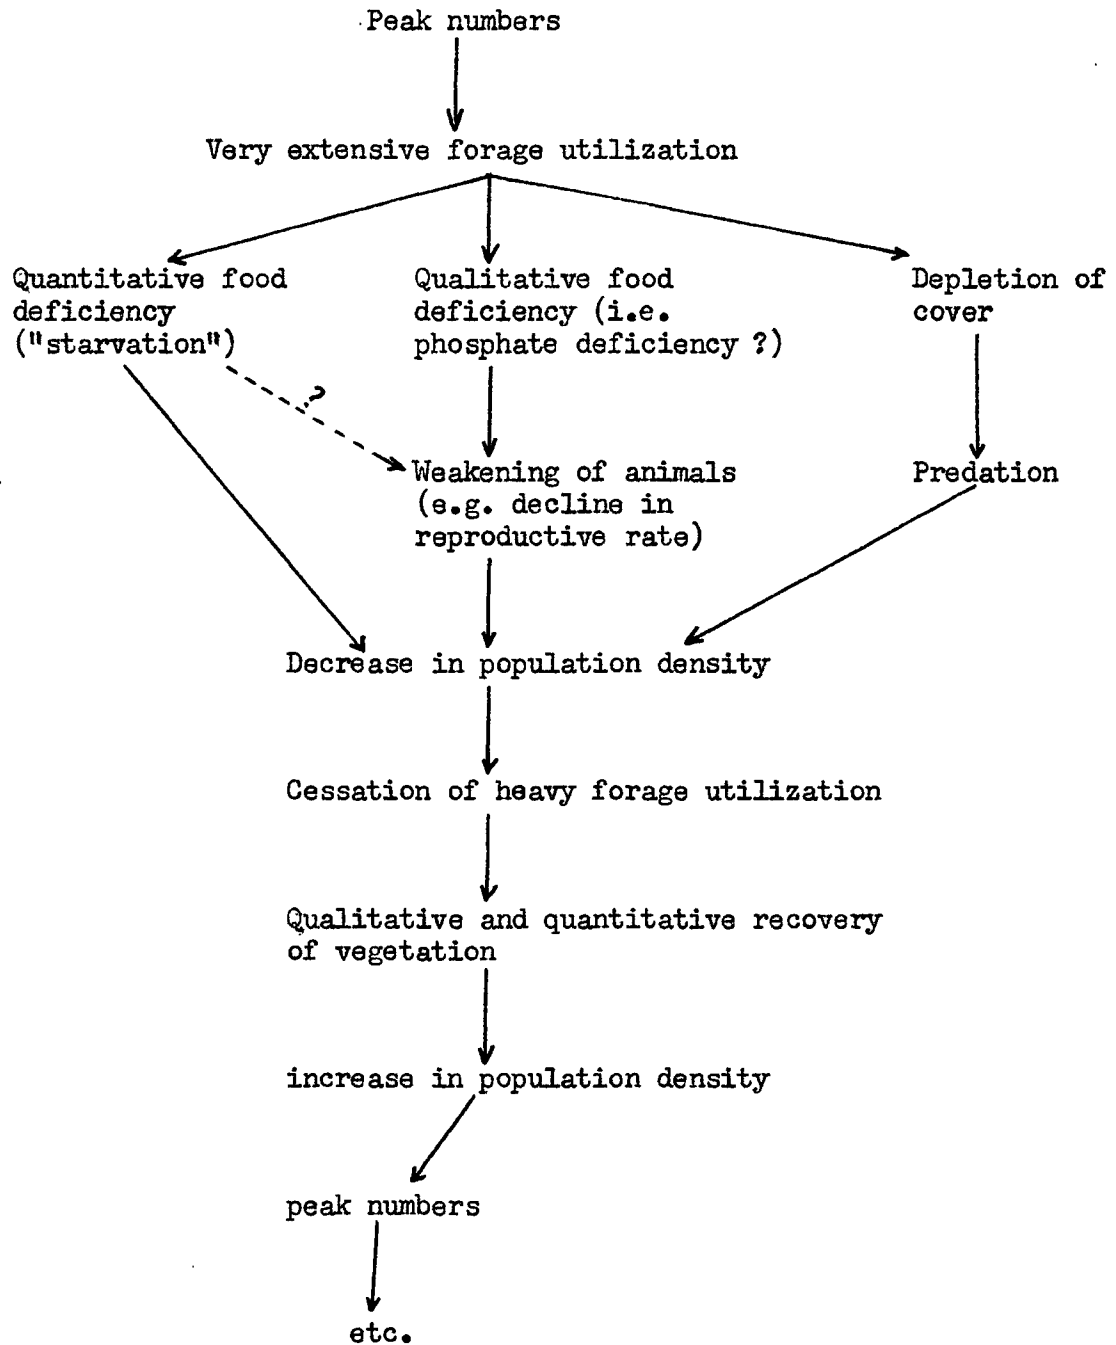 Peak numbers
Very extensive forage utilization
Quantitative food
deficiency
("starvation")
Qualitative food
deficiency (i.e.
phosphate deficiency ?)
Depletion of
cover
?
Weakening of animals
(e.g. decline in
reproductive rate)
Predation
Decrease in population density
Cessation of heavy forage utilization
Qualitative and quantitative recovery
of vegetation
increase in population density
peak numbers
etc.